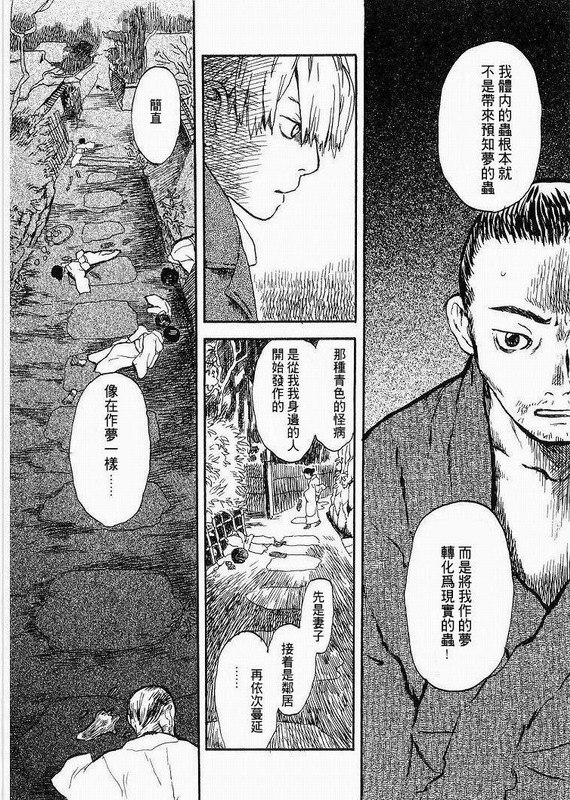 我體內的蟲根本就
不是帶來預知夢的蟲
而是將我作的夢
轉化爲現實的蟲!
那種青色的怪病
是從我我身邊的人
開始發作的
先是妻子
接着是鄰居
再依次蔓延
……
簡直
像在作夢一樣……